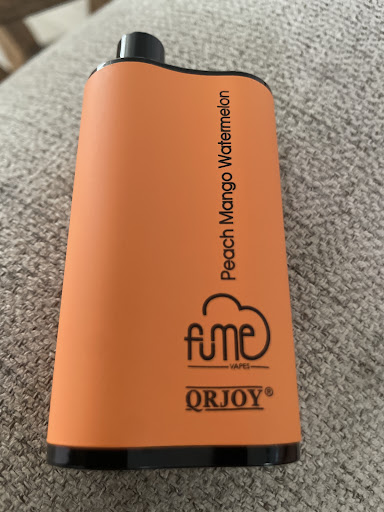 Peach Mango Watermelon
fume
VAPES
QRJOY®